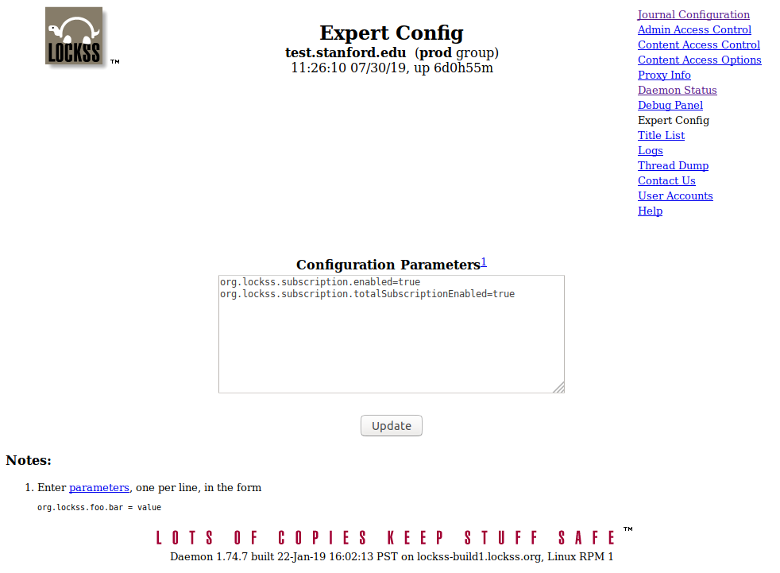 LOCKSS ™
Expert Config
test.stanford.edu (prod group)
11:26:10 07/30/19, up 6d0h55m
Journal Configuration
Admin Access Control
Content Access Control
Content Access Options
Proxy Info
Daemon Status
Debug Panel
Expert Config
Title List
Logs
Thread Dump
Contact Us
User Accounts
Help
Configuration Parameters1
org.lockss.subscription.enabled=true
org.lockss.subscription.totalSubscriptionEnabled=true
Update
Notes:
1. Enter parameters, one per line, in the form
org.lockss.foo.bar = value
LOTS OF COPIES KEEP STUFF SAFE ™
Daemon 1.74.7 built 22-Jan-19 16:02:13 PST on lockss-build1.lockss.org, Linux RPM 1